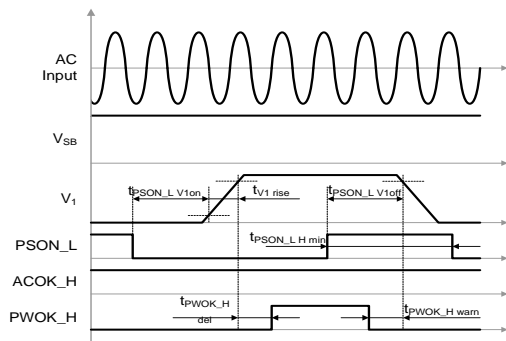 AC
Input
VSB
tPSON_L V1on
tV1 rise
tPSON_L V1off
V1
PSON_L
tPSON_L H min
ACOK_H
tPWOK_H
del
PWOK_H
tPWOK_H warn